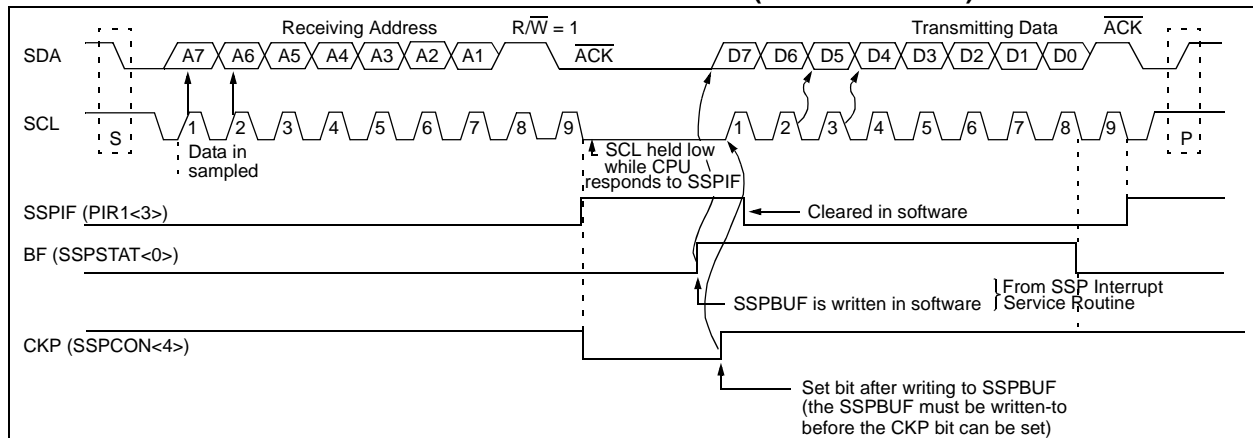 Receiving Address R/W = 1 Transmitting Data ACK
SDA A7 A6 A5 A4 A3 A2 A1 ACK D7 D6 D5 D4 D3 D2 D1 D0
SCL S 1 2 3 4 5 6 7 8 9 1 2 3 4 5 6 7 8 9 P
Data in
sampled
SCL held low
while CPU
responds to SSPIF
SSPIF (PIR1<3>)
Cleared in software
BF (SSPSTAT<0>)
SSPBUF is written in software
From SSP Interrupt
Service Routine
CKP (SSPCON<4>)
Set bit after writing to SSPBUF
(the SSPBUF must be written-to
before the CKP bit can be set)